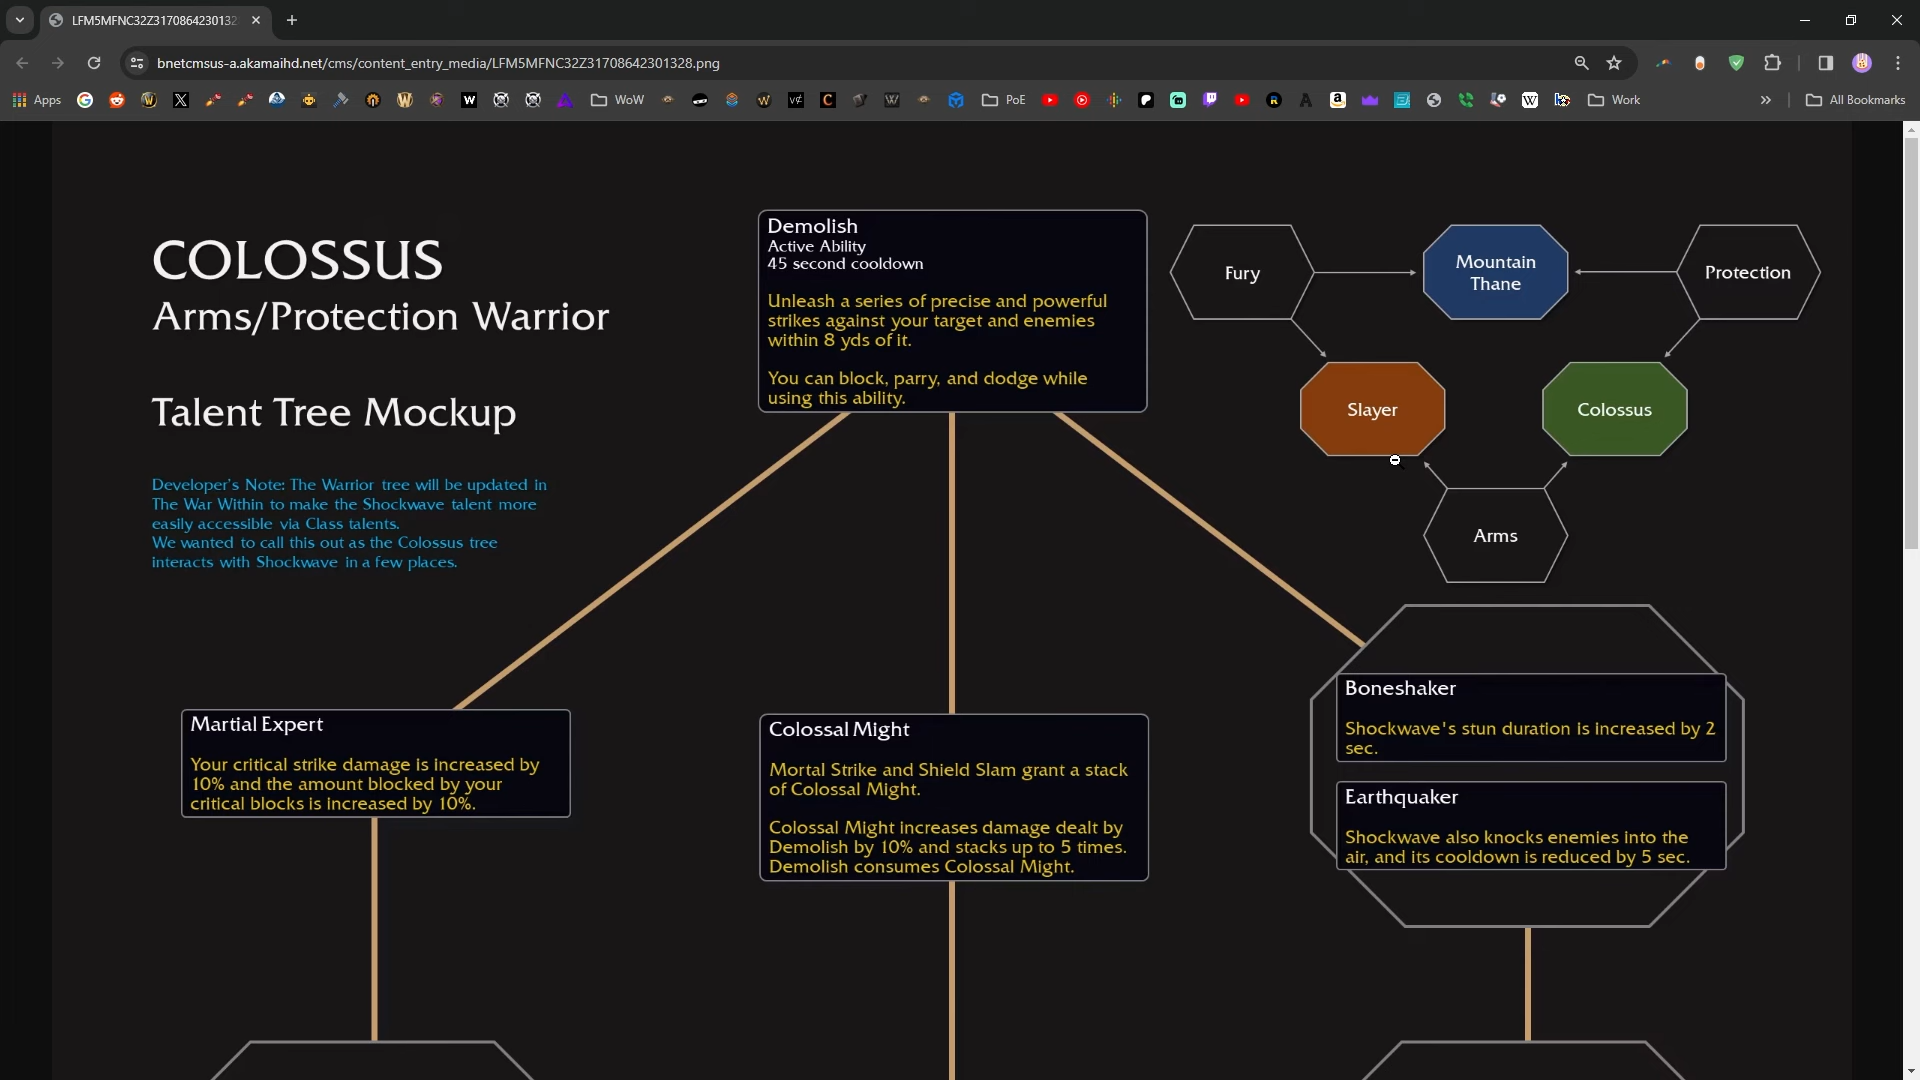 LFM5MFNC32Z3170864230132
bnetcmsus-a.akamaihd.net/cms/content_entry_media/LFM5MFNC32Z31708642301328.png
Apps
WoW
PoE
Work
All Bookmarks
COLOSSUS
Arms/Protection Warrior
Talent Tree Mockup
Developer's Note: The Warrior tree will be updated in
The War Within to make the Shockwave talent more
easily accessible via Class talents.
We wanted to call this out as the Colossus tree
interacts with Shockwave in a few places.
Demolish
Active Ability
45 second cooldown
Unleash a series of precise and powerful
strikes against your target and enemies
within 8 yds of it.
You can block, parry, and dodge while
using this ability.
Fury
Mountain
Thane
Protection
Slayer
Colossus
Arms
Martial Expert
Your critical strike damage is increased by
10% and the amount blocked by your
critical blocks is increased by 10%.
Colossal Might
Mortal Strike and Shield Slam grant a stack
of Colossal Might.
Colossal Might increases damage dealt by
Demolish by 10% and stacks up to 5 times.
Demolish consumes Colossal Might.
Boneshaker
Shockwave's stun duration is increased by 2
sec.
Earthquaker
Shockwave also knocks enemies into the
air, and its cooldown is reduced by 5 sec.